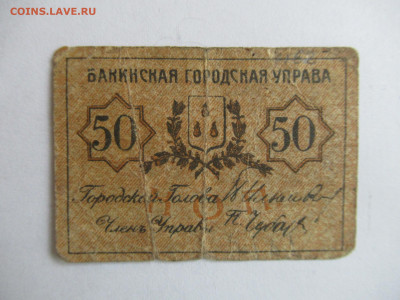 COINS.LAVE.RU
БАКИНСКАЯ ГОРОДСКАЯ УПРАВА
50 50
Городской Голова
Членъ Управы